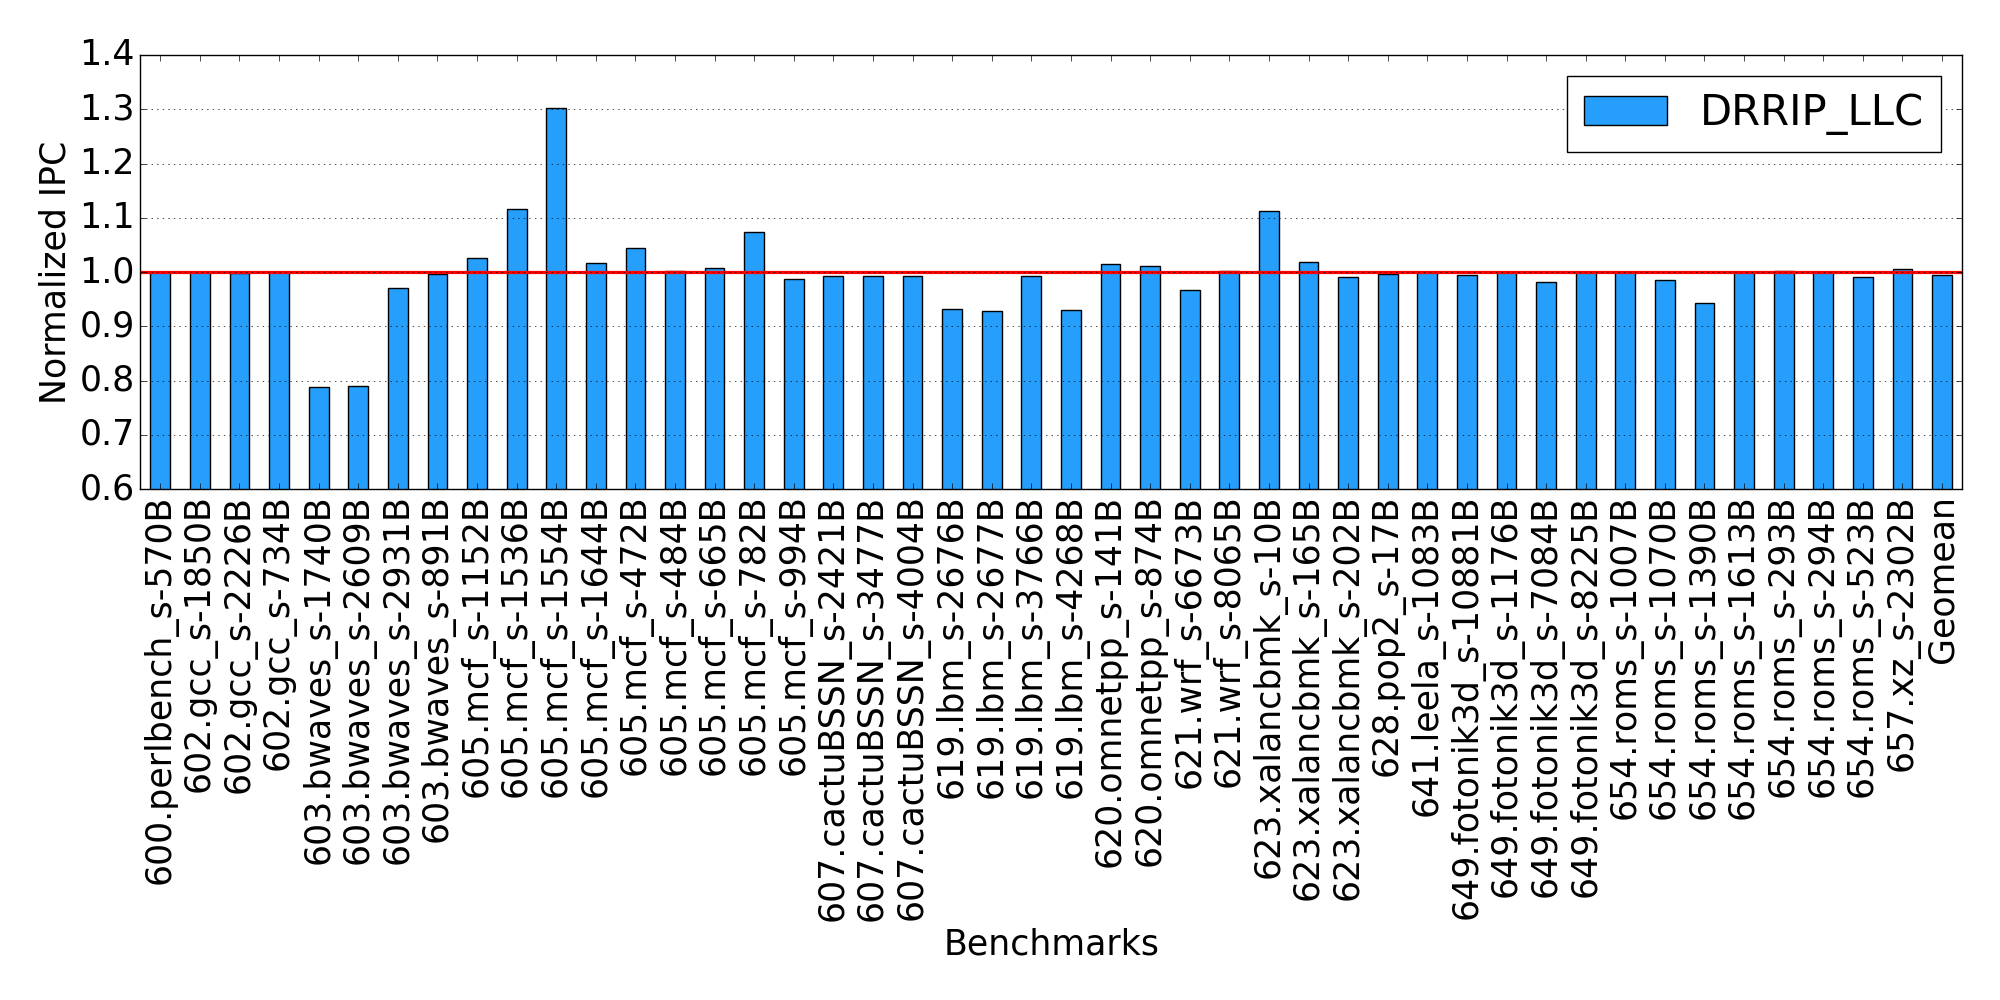 1.4
1.3
1.2
1.1
1.0
0.9
0.8
0.7
0.6
Normalized IPC
DRRIP_LLC
600.perlbench_s-570B
602.gcc_s-1850B
602.gcc_s-2226B
602.gcc_s-734B
603.bwaves_s-1740B
603.bwaves_s-2609B
603.bwaves_s-2931B
603.bwaves_s-891B
605.mcf_s-1152B
605.mcf_s-1536B
605.mcf_s-1554B
605.mcf_s-1644B
605.mcf_s-472B
605.mcf_s-484B
605.mcf_s-665B
605.mcf_s-782B
605.mcf_s-994B
607.cactuBSSN_s-2421B
607.cactuBSSN_s-3477B
607.cactuBSSN_s-4004B
619.lbm_s-2676B
619.lbm_s-2677B
619.lbm_s-3766B
619.lbm_s-4268B
620.omnetpp_s-141B
620.omnetpp_s-874B
621.wrf_s-6673B
621.wrf_s-8065B
623.xalancbmk_s-10B
623.xalancbmk_s-165B
623.xalancbmk_s-202B
628.pop2_s-17B
641.leela_s-1083B
649.fotonik3d_s-10881B
649.fotonik3d_s-1176B
649.fotonik3d_s-7084B
649.fotonik3d_s-8225B
654.roms_s-1007B
654.roms_s-1070B
654.roms_s-1390B
654.roms_s-1613B
654.roms_s-293B
654.roms_s-294B
654.roms_s-523B
657.xz_s-2302B
Geomean
Benchmarks